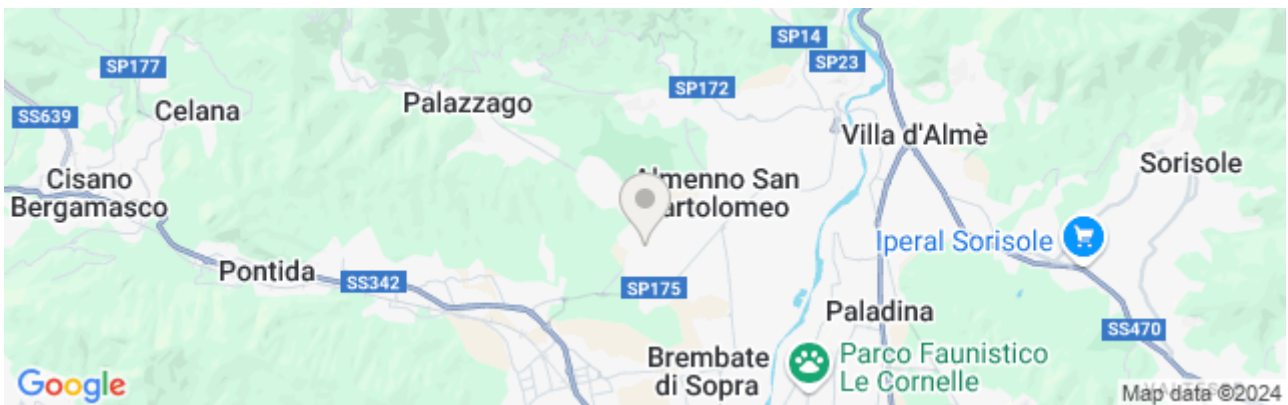 SP14
SP177
SP23
SP172
Palazzago
Celana
SS639
Villa d'Almè
Sorisole
Almenno San
Bartolomeo
Cisano
Bergamasco
Iperal Sorisole
Pontida
SS342
SP175
Paladina
SS470
Brembate
di Sopra
Parco Faunistico
Le Cornelle
Google
Map data ©2024